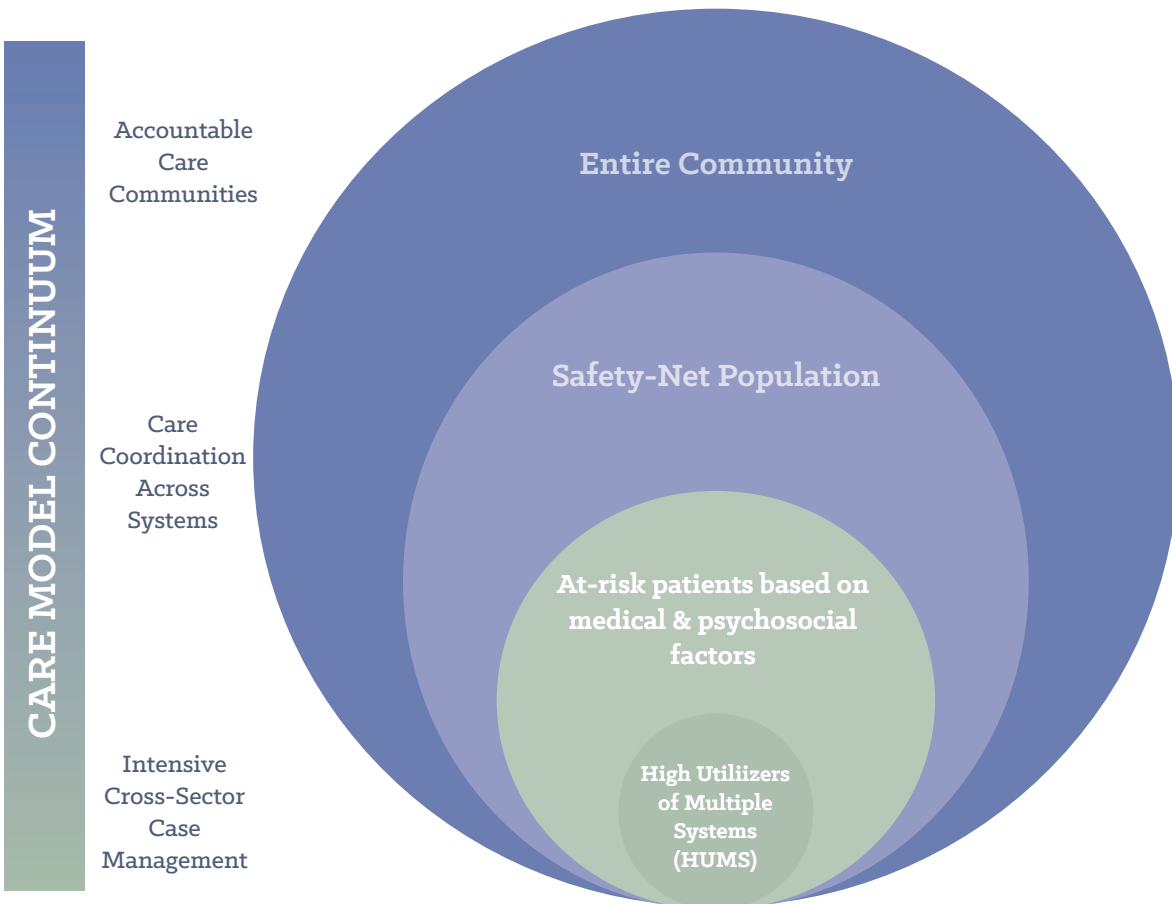 CARE MODEL CONTINUUM
Accountable
Care
Communities
Care
Coordination
Across
Systems
Intensive
Cross-Sector
Case
Management
Entire Community
Safety-Net Population
At-risk patients based on
medical & psychosocial
factors
High Utiliizers
of Multiple
Systems
(HUMS)